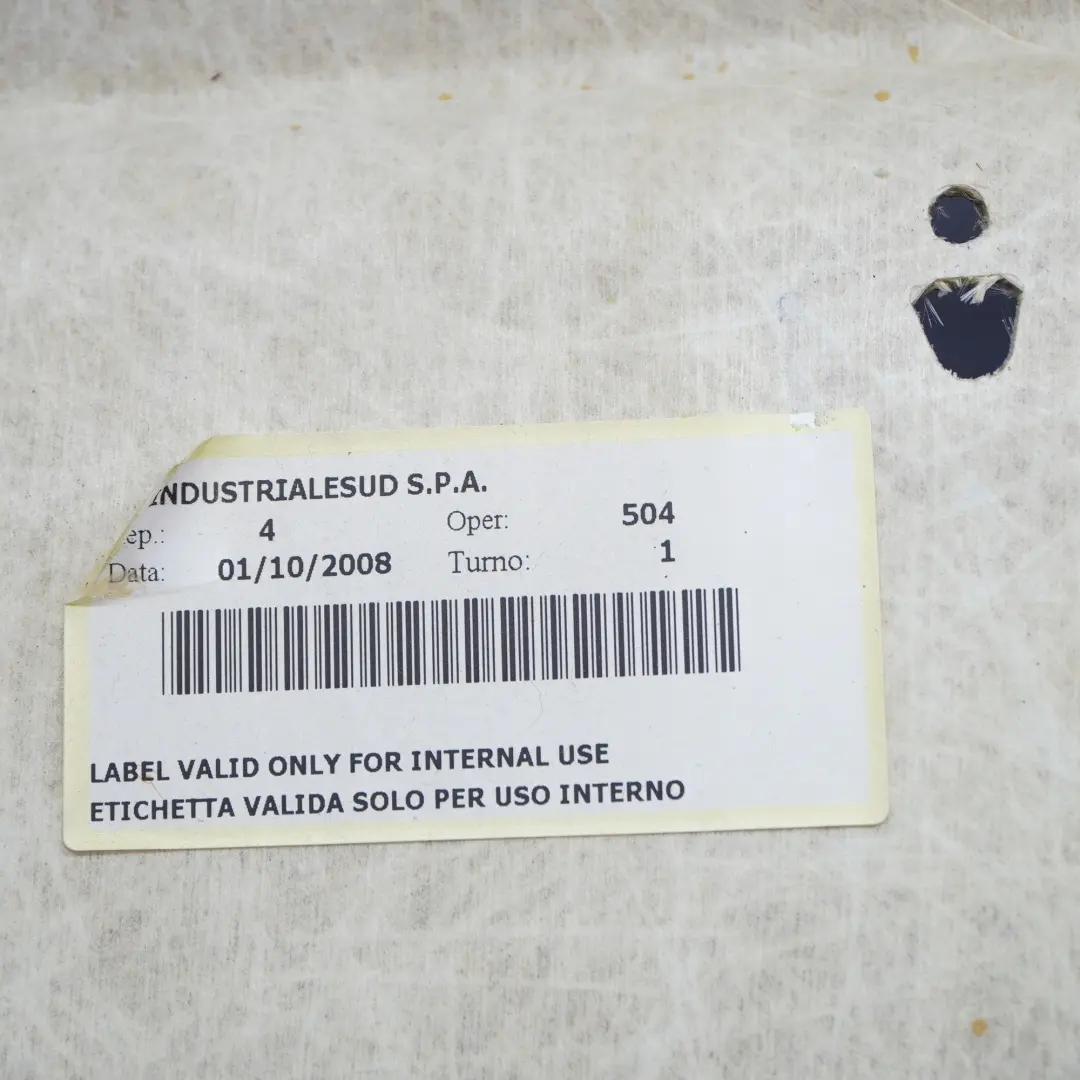 INDUSTRIALESUD S.P.A.
ep.: 4 Oper: 504
Data: 01/10/2008 Turno: 1
LABEL VALID ONLY FOR INTERNAL USE
ETICHETTA VALIDA SOLO PER USO INTERNO